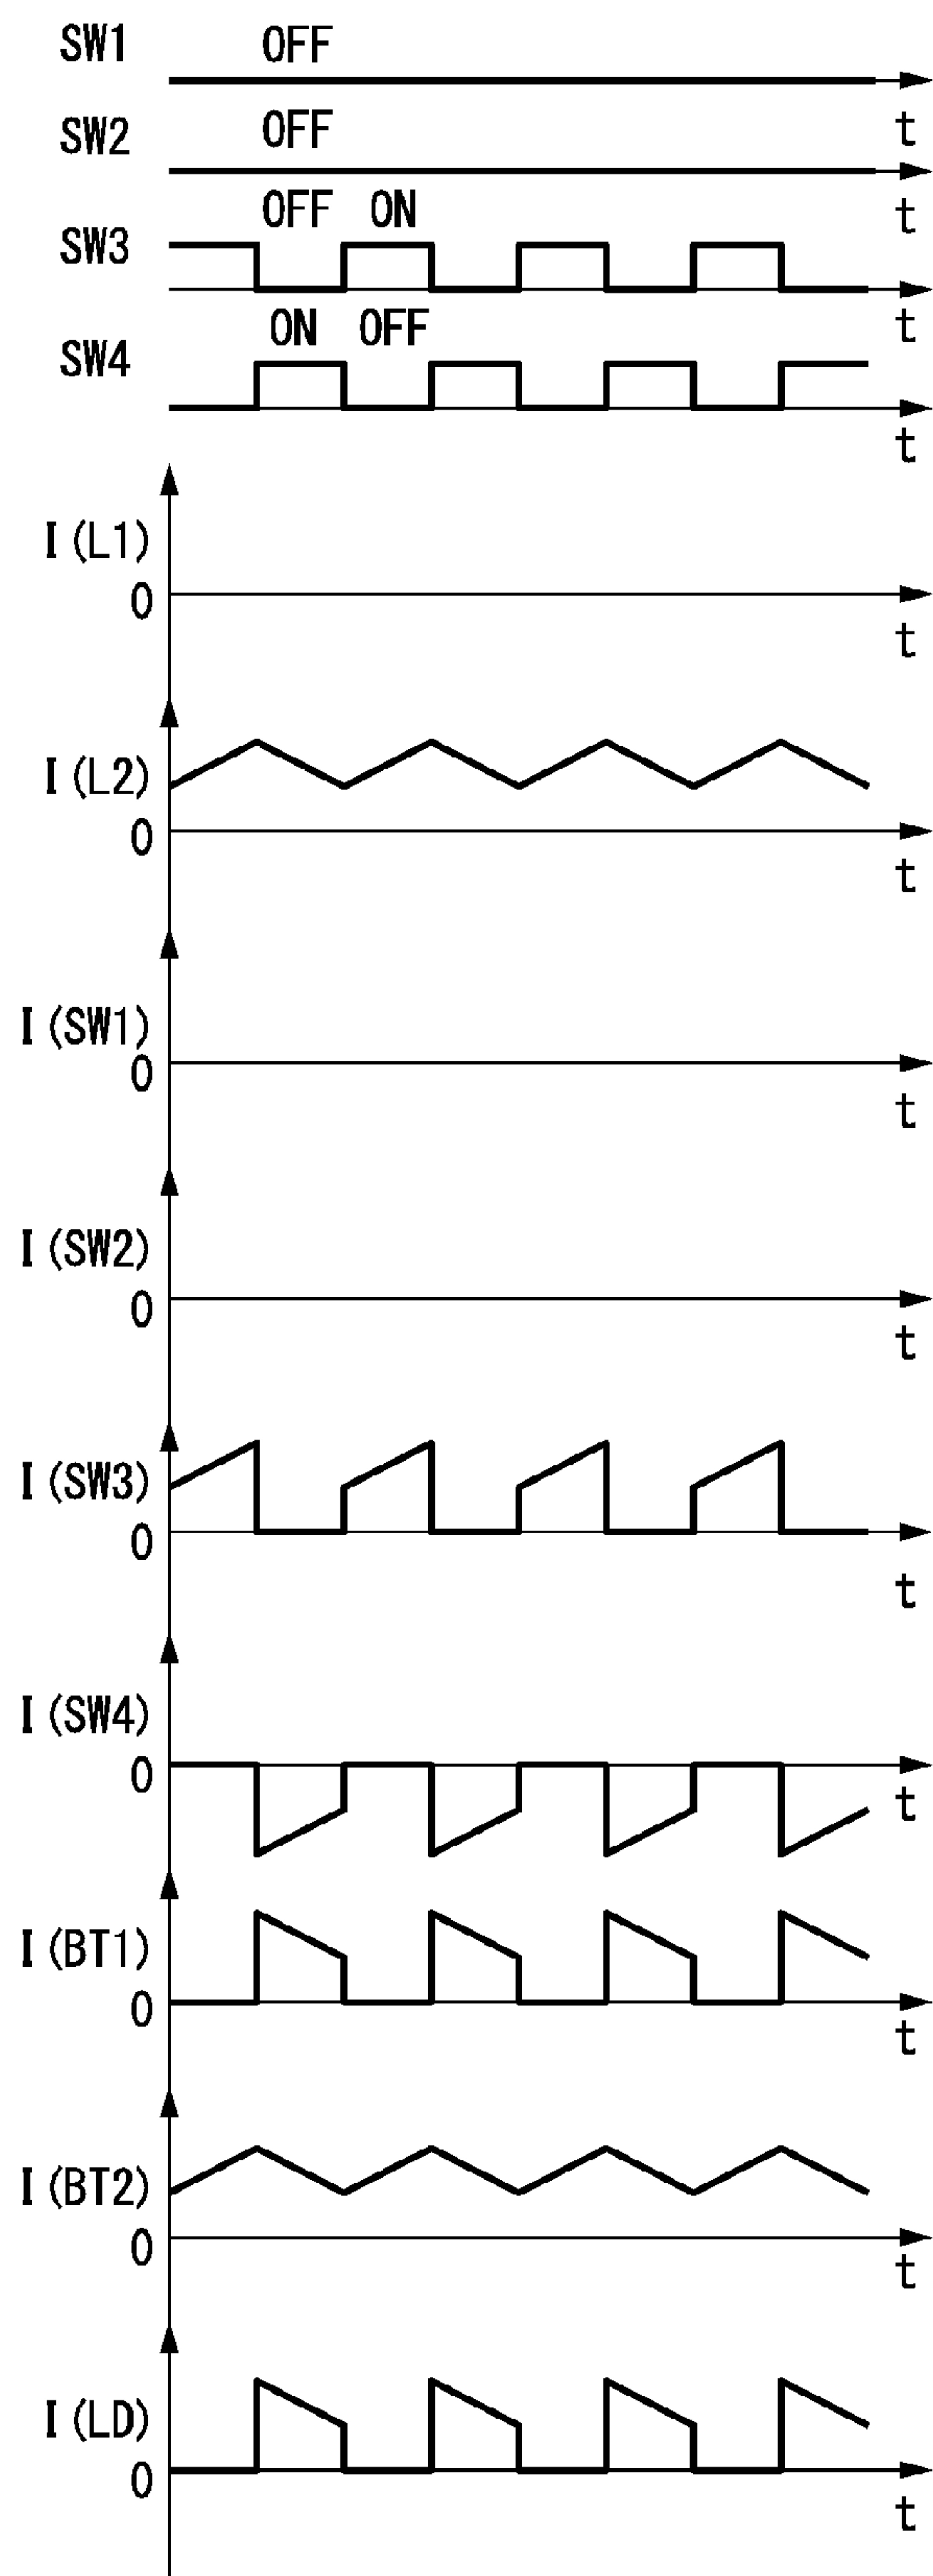 SW1 OFF
t
SW2 OFF
t
SW3 OFF ON
t
SW4 ON OFF
t
I(L1)
0
t
I(L2)
0
t
I(SW1)
0
t
I(SW2)
0
t
I(SW3)
0
t
I(SW4)
0
t
I(BT1)
0
t
I(BT2)
0
t
I(LD)
0
t